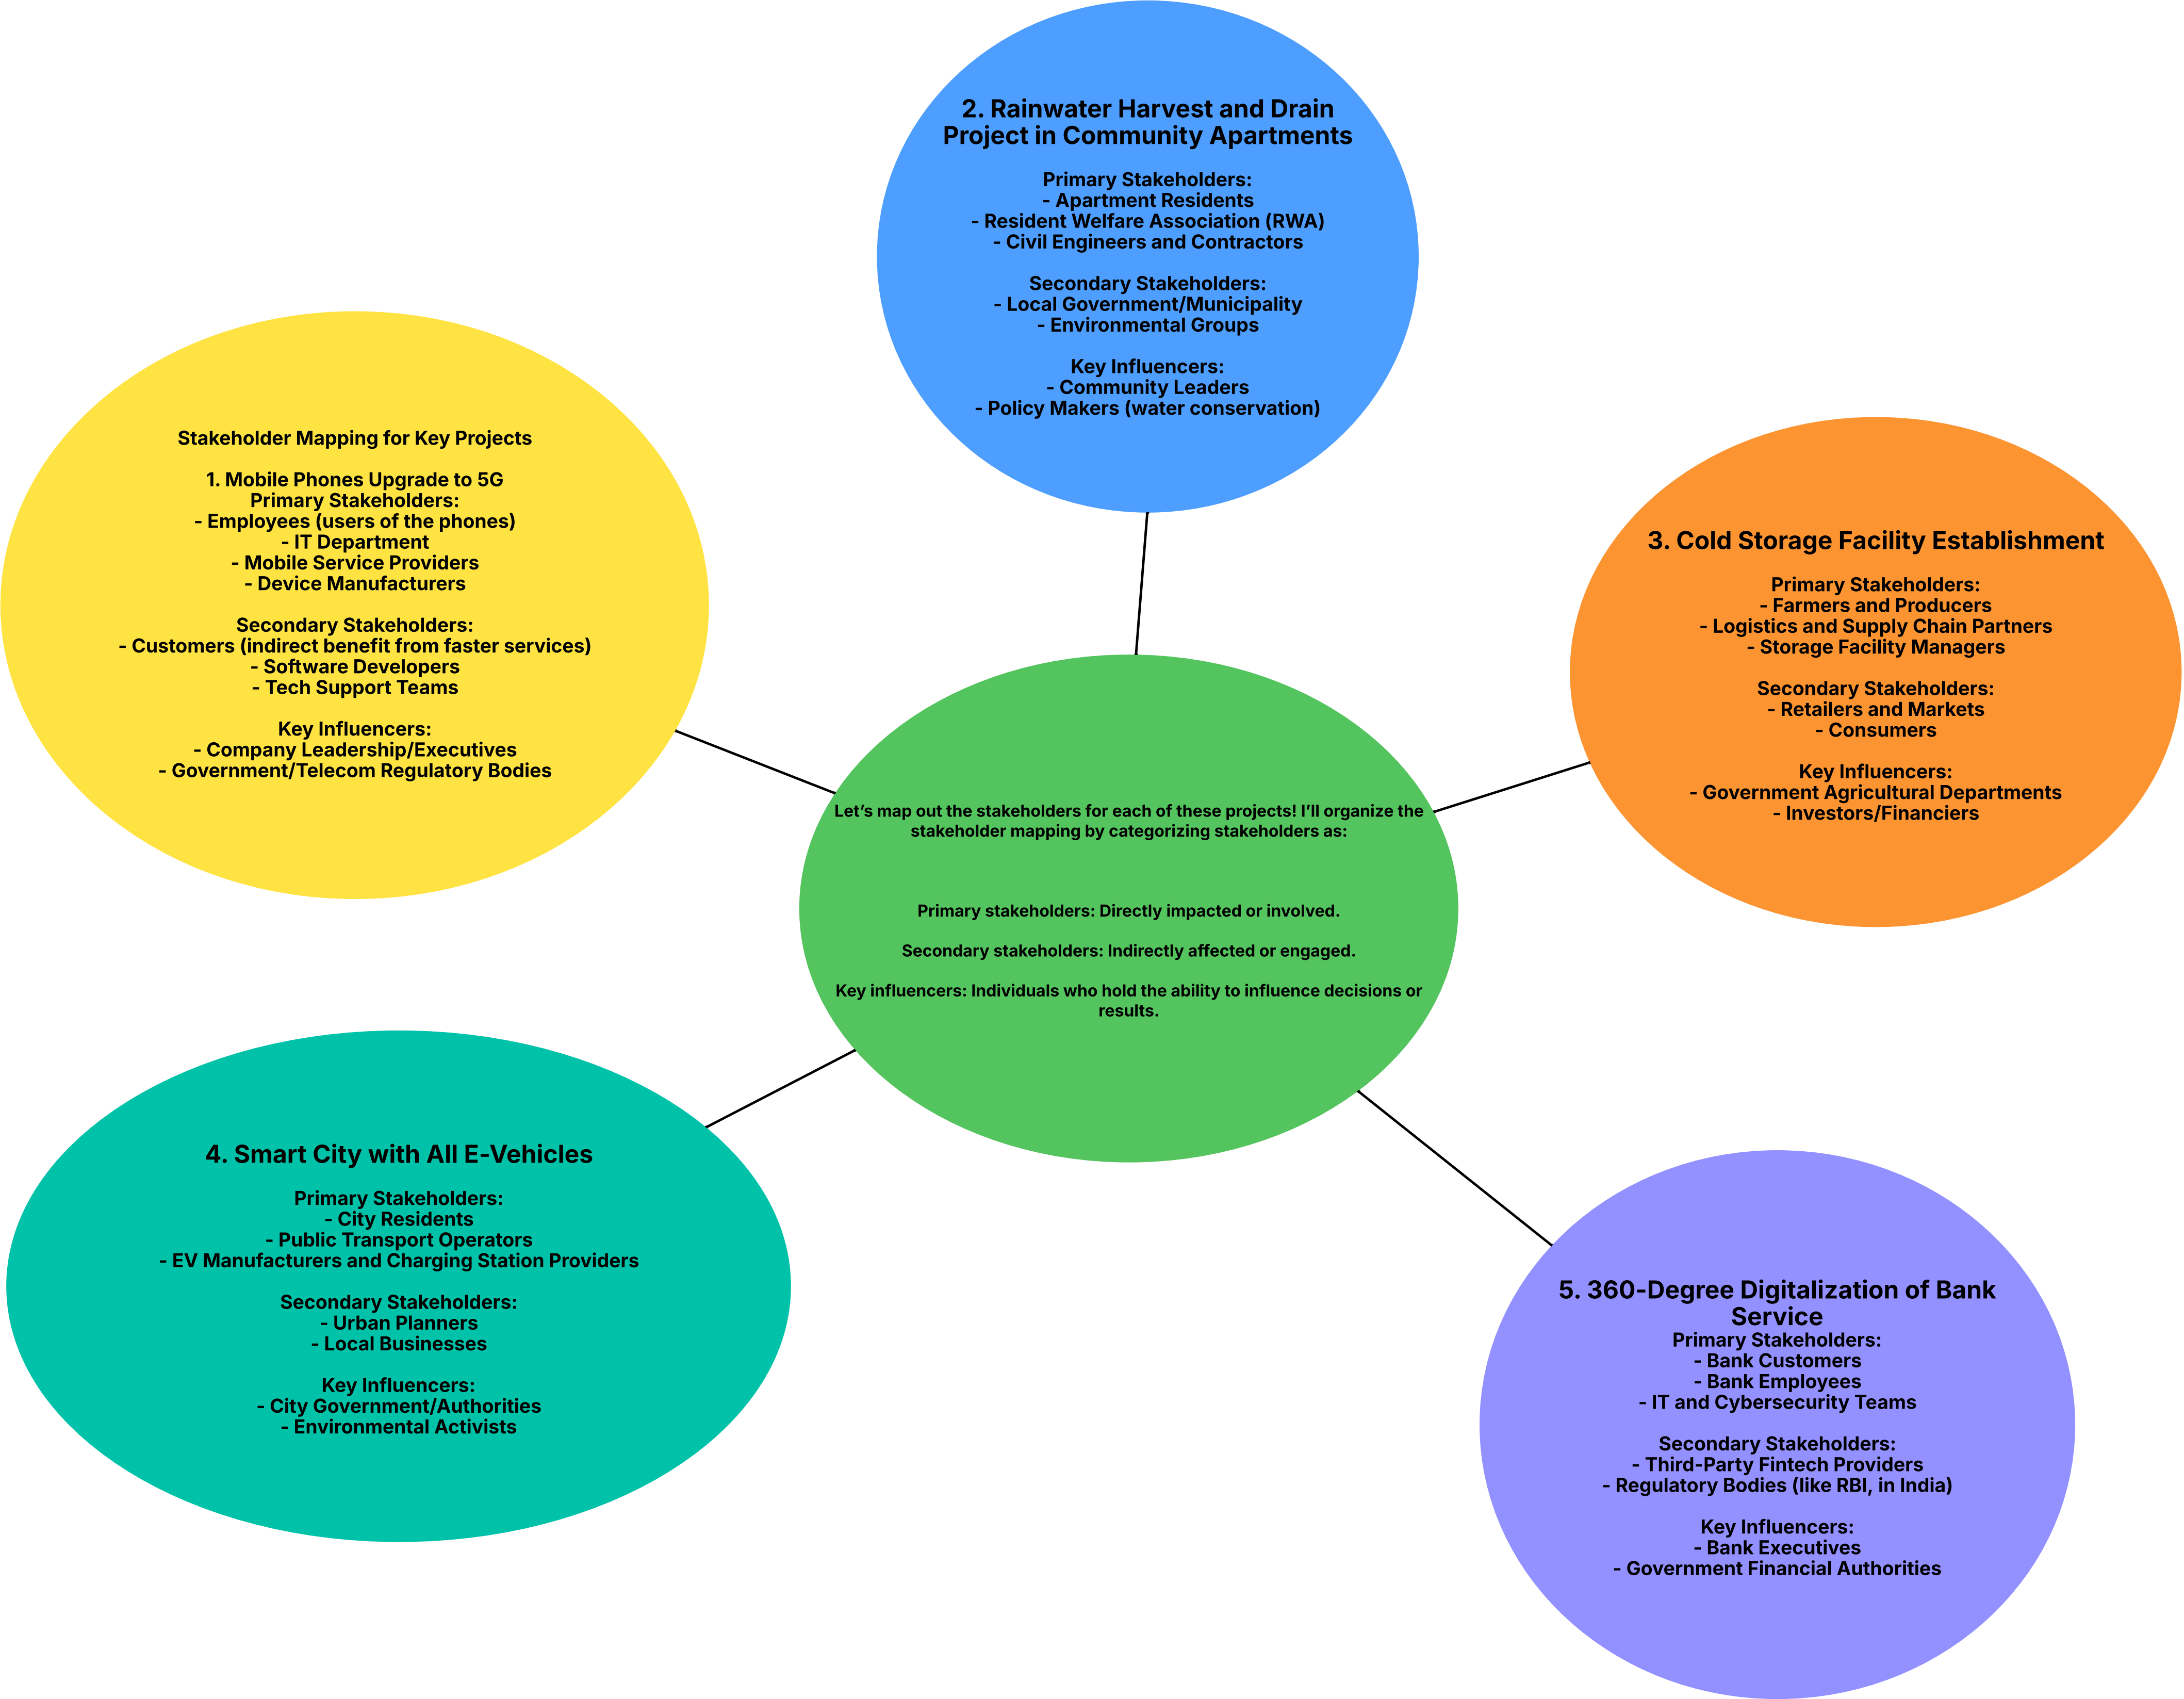 2. Rainwater Harvest and Drain
Project in Community Apartments
Primary Stakeholders:
- Apartment Residents
- Resident Welfare Association (RWA)
- Civil Engineers and Contractors
Secondary Stakeholders:
- Local Government/Municipality
- Environmental Groups
Key Influencers:
- Community Leaders
- Policy Makers (water conservation)
Stakeholder Mapping for Key Projects
1. Mobile Phones Upgrade to 5G
Primary Stakeholders:
- Employees (users of the phones)
- IT Department
- Mobile Service Providers
- Device Manufacturers
Secondary Stakeholders:
- Customers (indirect benefit from faster services)
- Software Developers
- Tech Support Teams
Key Influencers:
- Company Leadership/Executives
- Government/Telecom Regulatory Bodies
3. Cold Storage Facility Establishment
Primary Stakeholders:
- Farmers and Producers
- Logistics and Supply Chain Partners
- Storage Facility Managers
Secondary Stakeholders:
- Retailers and Markets
- Consumers
Key Influencers:
- Government Agricultural Departments
- Investors/Financiers
Let’s map out the stakeholders for each of these projects! I’ll organize the
stakeholder mapping by categorizing stakeholders as:
Primary stakeholders: Directly impacted or involved.
Secondary stakeholders: Indirectly affected or engaged.
Key influencers: Individuals who hold the ability to influence decisions or
results.
4. Smart City with All E-Vehicles
Primary Stakeholders:
- City Residents
- Public Transport Operators
- EV Manufacturers and Charging Station Providers
Secondary Stakeholders:
- Urban Planners
- Local Businesses
Key Influencers:
- City Government/Authorities
- Environmental Activists
5. 360-Degree Digitalization of Bank
Service
Primary Stakeholders:
- Bank Customers
- Bank Employees
- IT and Cybersecurity Teams
Secondary Stakeholders:
- Third-Party Fintech Providers
- Regulatory Bodies (like RBI, in India)
Key Influencers:
- Bank Executives
- Government Financial Authorities